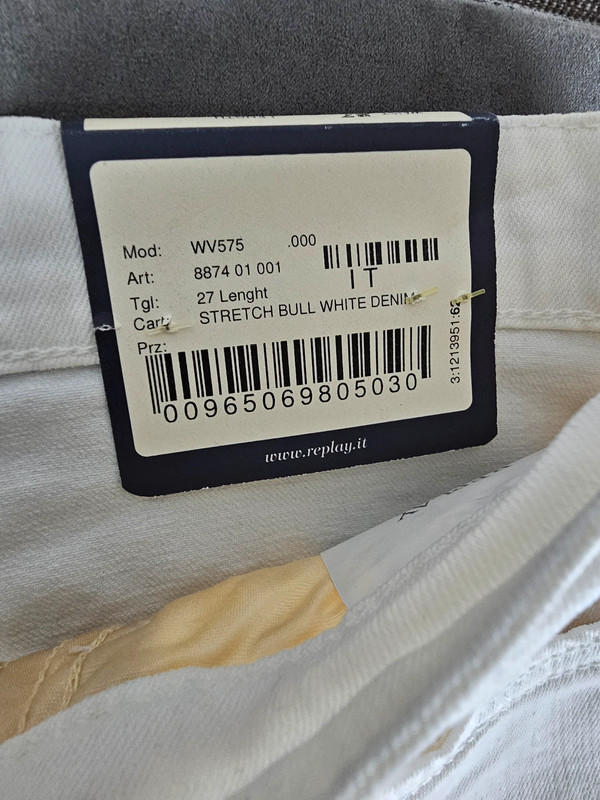 Mod: WV575 .000
Art: 8874 01 001
I T
Tgl: 27 Lenght
Cart: STRETCH BULL WHITE DENIM
Prz:
00965069805030
3:1213951:62
www.replay.it